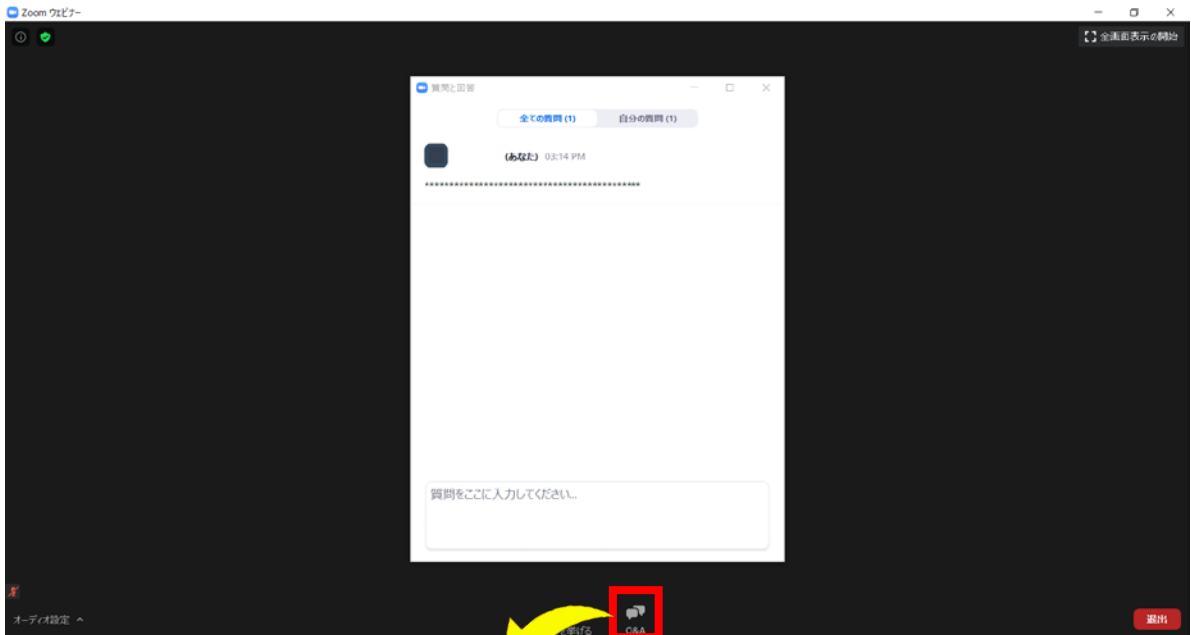 Zoom ウェビナー
全画面表示の開始
質問と回答
全ての質問 (1)
自分の質問 (1)
(あなた) 03:14 PM
********************************************
質問をここに入力してください...
オーディオ設定
Q&A
退出